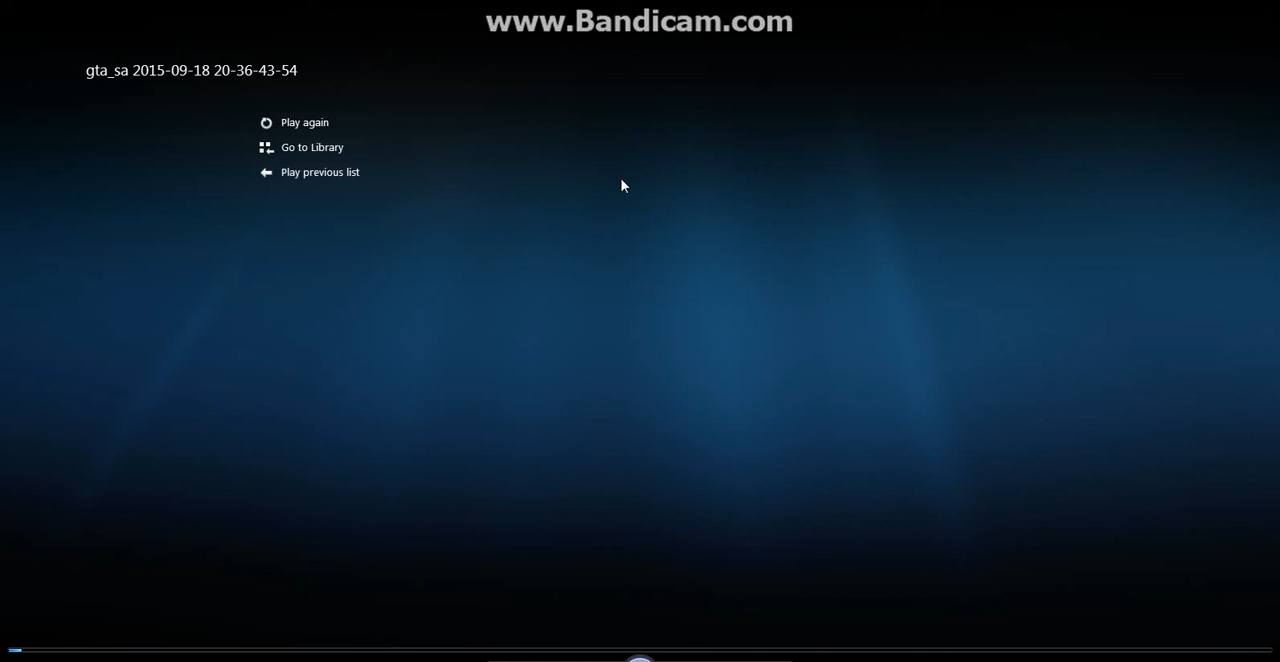 www.Bandicam.com
gta_sa 2015-09-18 20-36-43-54
Play again
Go to Library
Play previous list